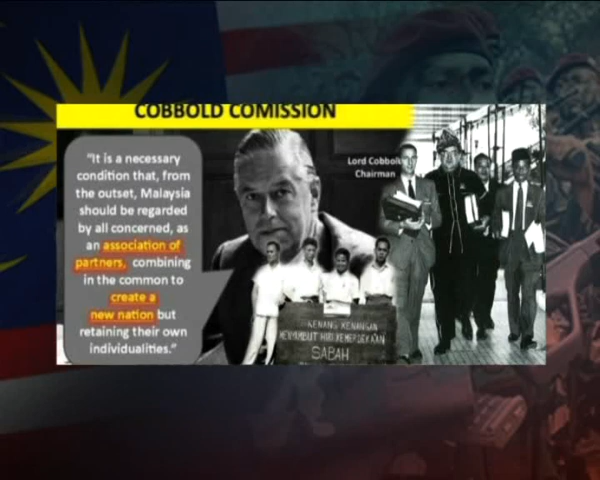 COBBOLD COMISSION
"It is a necessary
condition that, from
the outset, Malaysia
should be regarded
by all concerned, as
an association of
partners, combining
in the common to
create a
new nation but
retaining their own
individualities."
Lord Cobbold
Chairman
KENANG KENANGAN
MENYAMBUT HARI KEMERDEKAAN
SABAH